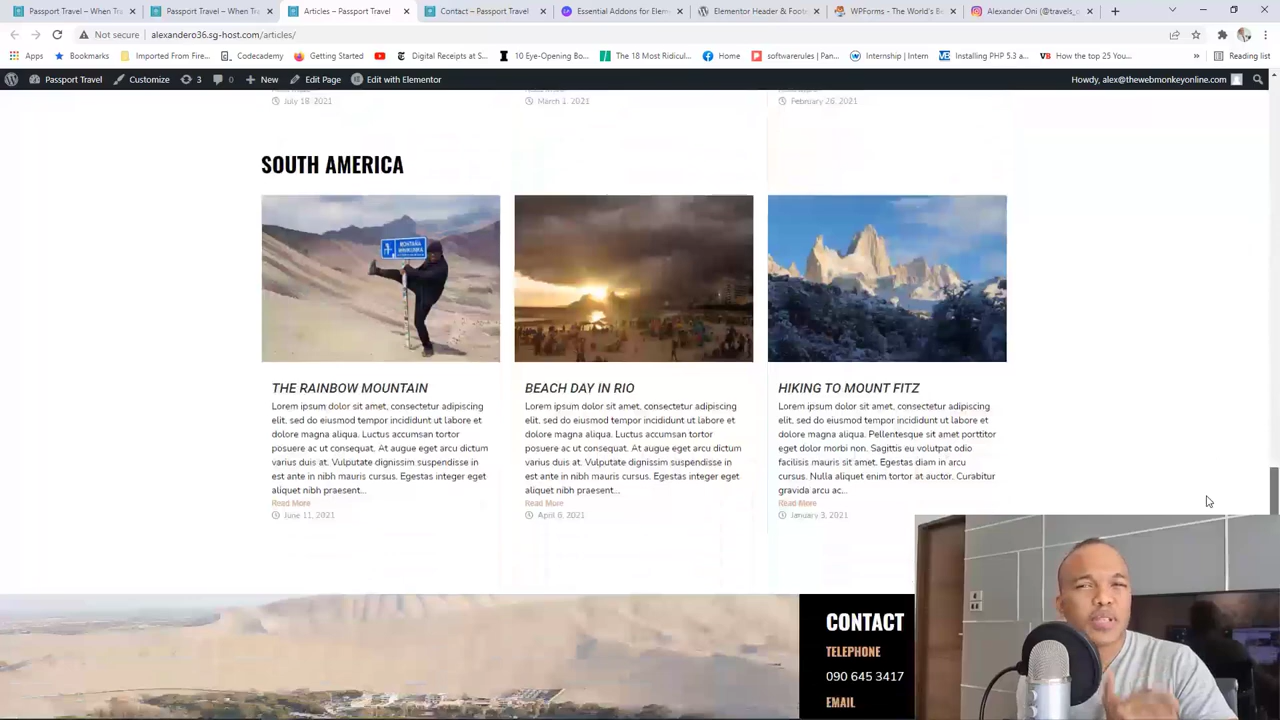 Passport Travel – When Tra
Passport Travel – When Tr
Articles – Passport Travel
Contact – Passport Travel
Essential Addons for Elem
Elementor Header & Foote
WPForms - The World's Be
Alexander Oni (@travels_o
Not secure
alexandero36.sg-host.com/articles/
Apps
Bookmarks
Imported From Firef...
Codecademy
Getting Started
Digital Receipts at S...
10 Eye-Opening Bo...
The 18 Most Ridicul...
Home
softwarerules | Pan...
Internship | Intern
Installing PHP 5.3 a...
How the top 25 You...
Reading list
Passport Travel
Customize
3
0
New
Edit Page
Edit with Elementor
Howdy, alex@thewebmonkeyonline.com
July 18, 2021
March 1, 2021
February 26, 2021
SOUTH AMERICA
MONTAÑA
WINIKUNKA
THE RAINBOW MOUNTAIN
Lorem ipsum dolor sit amet, consectetur adipiscing
elit, sed do eiusmod tempor incididunt ut labore et
dolore magna aliqua. Luctus accumsan tortor
posuere ac ut consequat. At augue eget arcu dictum
varius duis at. Vulputate dignissim suspendisse in
est ante in nibh mauris cursus. Egestas integer eget
aliquet nibh praesent...
Read More
June 11, 2021
BEACH DAY IN RIO
Lorem ipsum dolor sit amet, consectetur adipiscing
elit, sed do eiusmod tempor incididunt ut labore et
dolore magna aliqua. Luctus accumsan tortor
posuere ac ut consequat. At augue eget arcu dictum
varius duis at. Vulputate dignissim suspendisse in
est ante in nibh mauris cursus. Egestas integer eget
aliquet nibh praesent...
Read More
April 6, 2021
HIKING TO MOUNT FITZ
Lorem ipsum dolor sit amet, consectetur adipiscing
elit, sed do eiusmod tempor incididunt ut labore et
dolore magna aliqua. Pellentesque sit amet porttitor
eget dolor morbi non. Sagittis eu volutpat odio
facilisis mauris sit amet. Egestas diam in arcu
cursus. Nulla aliquet enim tortor at auctor. Curabitur
gravida arcu ac...
Read More
January 3, 2021
CONTACT
TELEPHONE
090 645 3417
EMAIL